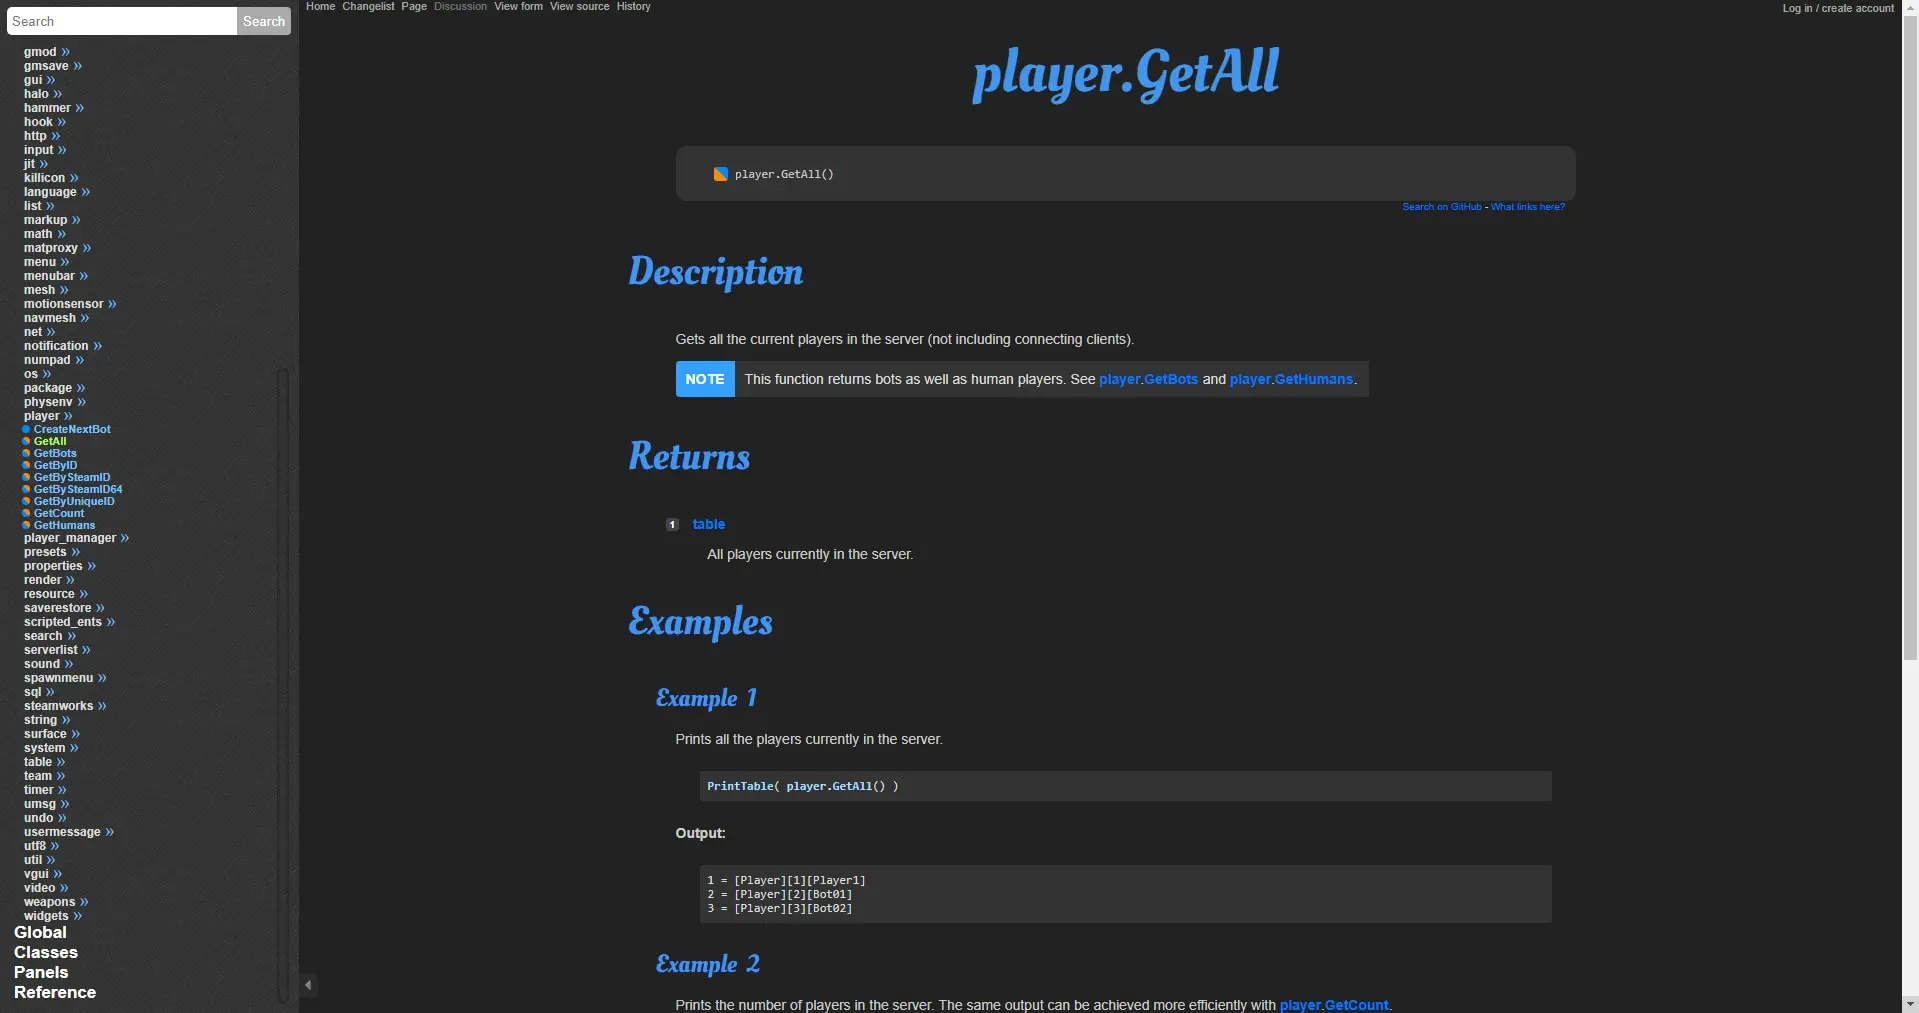 Search
Search
gmod »
gmsave »
gui »
halo »
hammer »
hook »
http »
input »
jit »
killicon »
language »
list »
markup »
math »
matproxy »
menu »
menubar »
mesh »
motionsensor »
navmesh »
net »
notification »
numpad »
os »
package »
physenv »
player »
CreateNextBot
GetAll
GetBots
GetByID
GetBySteamID
GetBySteamID64
GetByUniqueID
GetCount
GetHumans
player_manager »
presets »
properties »
render »
resource »
saverestore »
scripted_ents »
search »
serverlist »
sound »
spawnmenu »
sql »
steamworks »
string »
surface »
system »
table »
team »
timer »
umsg »
undo »
usermessage »
utf8 »
util »
vgui »
video »
weapons »
widgets »
Global
Classes
Panels
Reference
Home Changelist Page Discussion View form View source History
Log in / create account
player.GetAll
player.GetAll()
Search on GitHub - What links here?
Description
Gets all the current players in the server (not including connecting clients).
NOTE This function returns bots as well as human players. See player.GetBots and player.GetHumans.
Returns
1 table
All players currently in the server.
Examples
Example 1
Prints all the players currently in the server.
PrintTable( player.GetAll() )
Output:
1 = [Player][1][Player1]
2 = [Player][2][Bot01]
3 = [Player][3][Bot02]
Example 2
Prints the number of players in the server. The same output can be achieved more efficiently with player.GetCount.